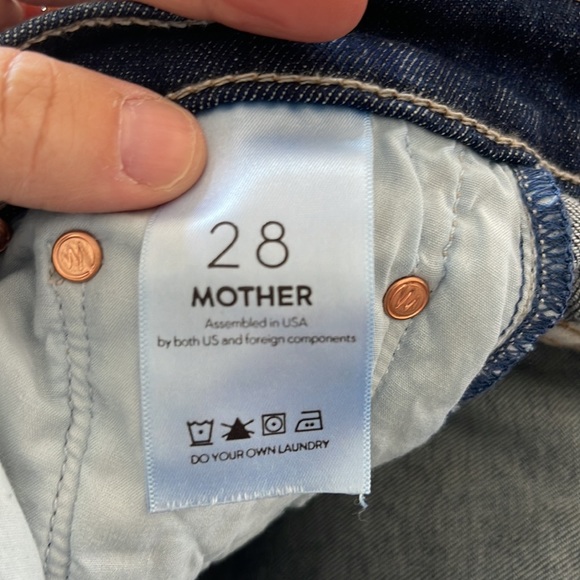 28
MOTHER
Assembled in USA
by both US and foreign components
DO YOUR OWN LAUNDRY